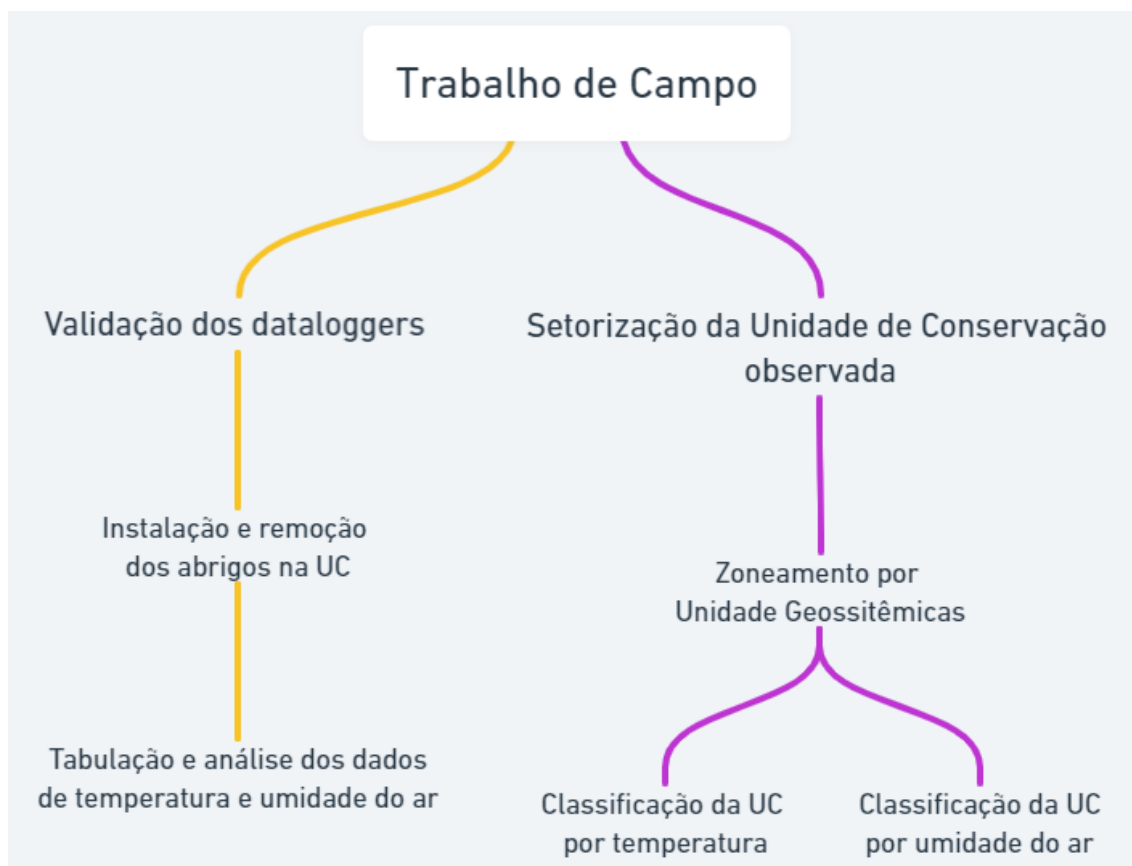 Trabalho de Campo
Validação dos dataloggers
Instalação e remoção
dos abrigos na UC
Tabulação e análise dos dados
de temperatura e umidade do ar
Setorização da Unidade de Conservação
observada
Zoneamento por
Unidade Geossitêmicas
Classificação da UC
por temperatura
Classificação da UC
por umidade do ar